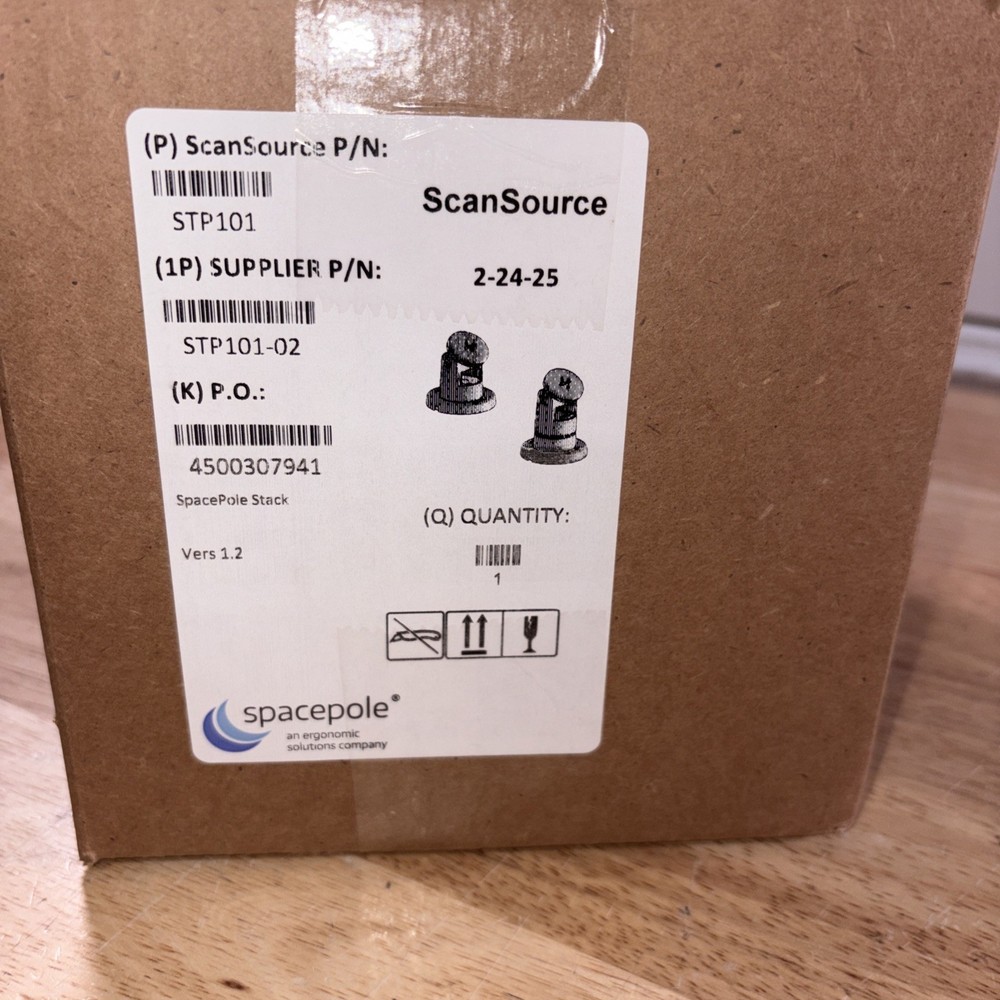 (P) ScanSource P/N:
STP101
ScanSource
(1P) SUPPLIER P/N:
2-24-25
STP101-02
(K) P.O.:
4500307941
SpacePole Stack
(Q) QUANTITY:
Vers 1.2
1
spacepole®
an ergonomic
solutions company